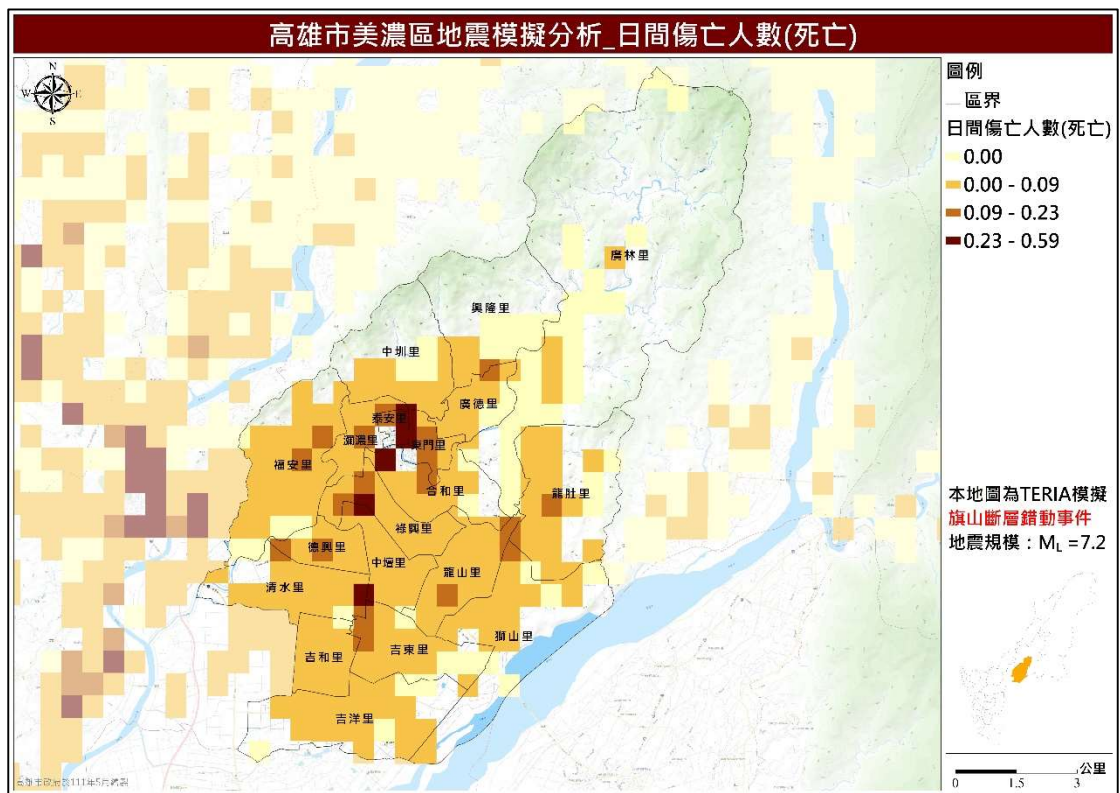 高雄市美濃區地震模擬分析_日間傷亡人數(死亡)
N
W
E
S
圖例
區界
日間傷亡人數(死亡)
0.00
0.00 - 0.09
0.09 - 0.23
0.23 - 0.59
廣林里
興隆里
中圳里
廣德里
泰安里
瀰濃里
東門里
福安里
合和里
龍肚里
祿興里
德興里
中壇里
龍山里
清水里
獅山里
吉和里
吉東里
吉洋里
本地圖為TERIA模擬
旗山斷層錯動事件
地震規模：ML =7.2
公里
0 1.5 3